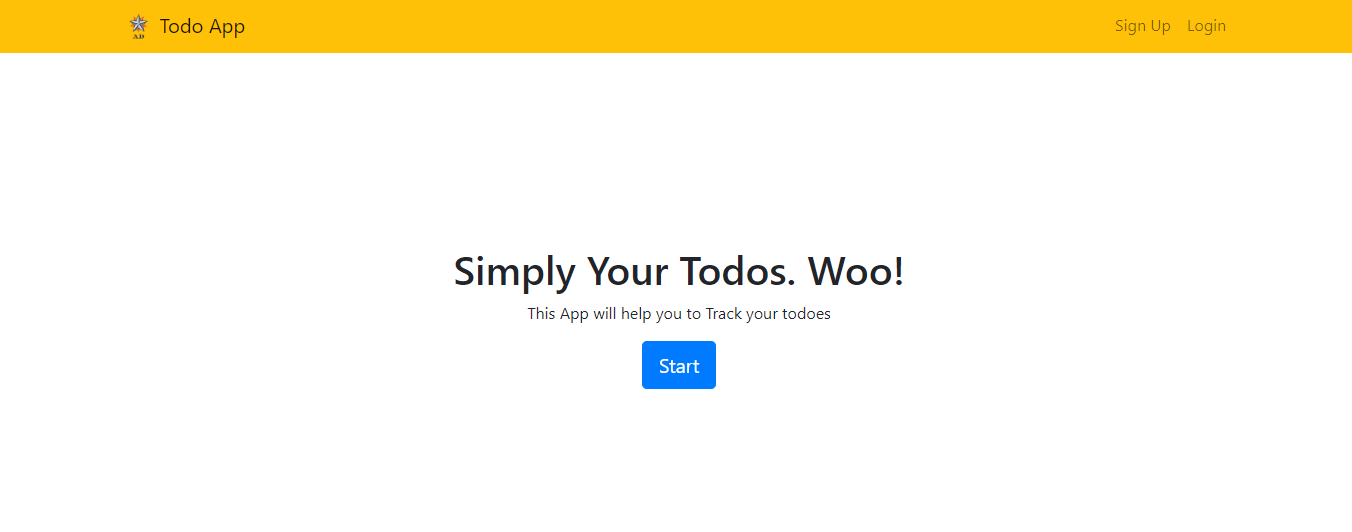 AD
Todo App
Sign Up
Login
Simply Your Todos. Woo!
This App will help you to Track your todoes
Start